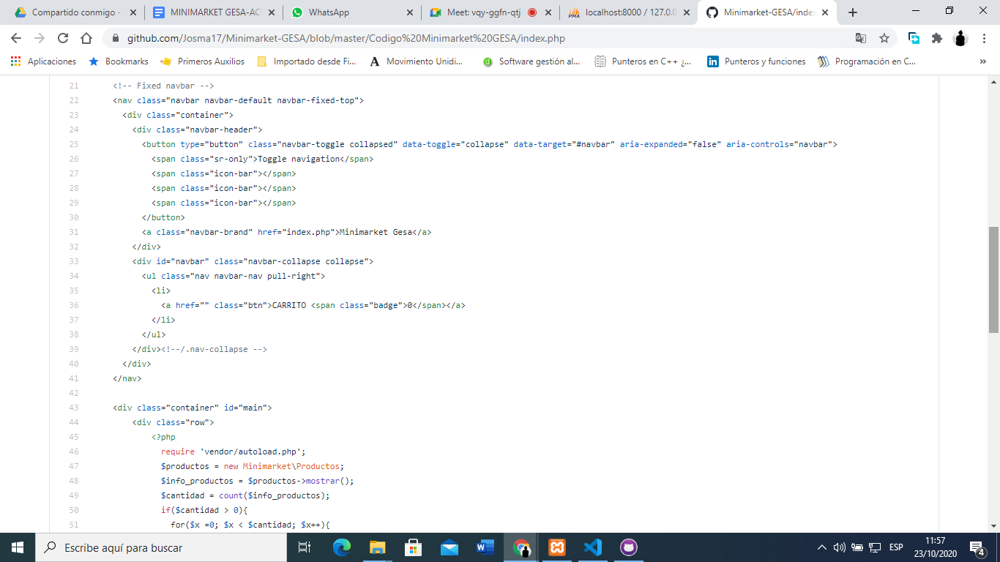 Compartido conmigo -
MINIMARKET GESA-AC
WhatsApp
Meet: vqy-ggfn-qtj
localhost:8000 / 127.0.0
Minimarket-GESA/index
github.com/Josma17/Minimarket-GESA/blob/master/Codigo%20Minimarket%20GESA/index.php
Aplicaciones
Bookmarks
Primeros Auxilios
Importado desde Fi...
A Movimiento Unidi...
Software gestión al...
Punteros en C++ ¿...
in Punteros y funciones
Programación en C...
»
21 <!-- Fixed navbar -->
22 <nav class="navbar navbar-default navbar-fixed-top">
23 <div class="container">
24 <div class="navbar-header">
25 <button type="button" class="navbar-toggle collapsed" data-toggle="collapse" data-target="#navbar" aria-expanded="false" aria-controls="navbar">
26 <span class="sr-only">Toggle navigation</span>
27 <span class="icon-bar"></span>
28 <span class="icon-bar"></span>
29 <span class="icon-bar"></span>
30 </button>
31 <a class="navbar-brand" href="index.php">Minimarket Gesa</a>
32 </div>
33 <div id="navbar" class="navbar-collapse collapse">
34 <ul class="nav navbar-nav pull-right">
35 <li>
36 <a href="" class="btn">CARRITO <span class="badge">0</span></a>
37 </li>
38 </ul>
39 </div><!--/.nav-collapse -->
40 </div>
41 </nav>
42
43 <div class="container" id="main">
44 <div class="row">
45 <?php
46 require 'vendor/autoload.php';
47 $productos = new Minimarket\Productos;
48 $info_productos = $productos->mostrar();
49 $cantidad = count($info_productos);
50 if($cantidad > 0){
51 for($x =0; $x < $cantidad; $x++){
Escribe aquí para buscar
ESP
11:57
23/10/2020
4